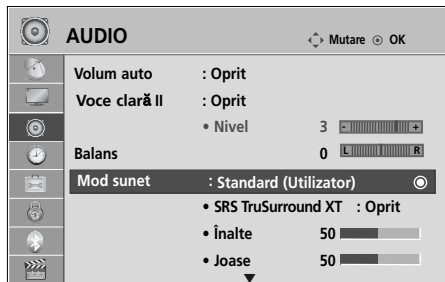 AUDIO
Mutare OK
Volum auto : Oprit
Voce clară II : Oprit
• Nivel 3 - +
Balans 0 L R
Mod sunet : Standard (Utilizator)
• SRS TruSurround XT : Oprit
• Înalte 50
• Joase 50